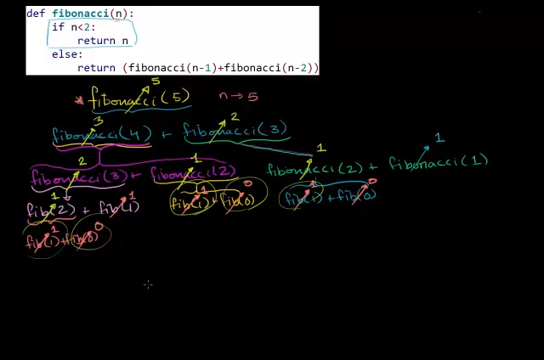 def fibonacci(n):
if n<2:
return n
else:
return (fibonacci(n-1)+fibonacci(n-2))
5
* fibonacci(5) n → 5
3 2
fibonacci(4) + fibonacci(3)
2 1 1 1
fibonacci(3) + fibonacci(2) fibonacci(2) + fibonacci(1)
1 1 1 0 1 0
fib(2) + fib(1) fib(1) + fib(0) fib(1) + fib(0)
1 0
fib(1) + fib(0)